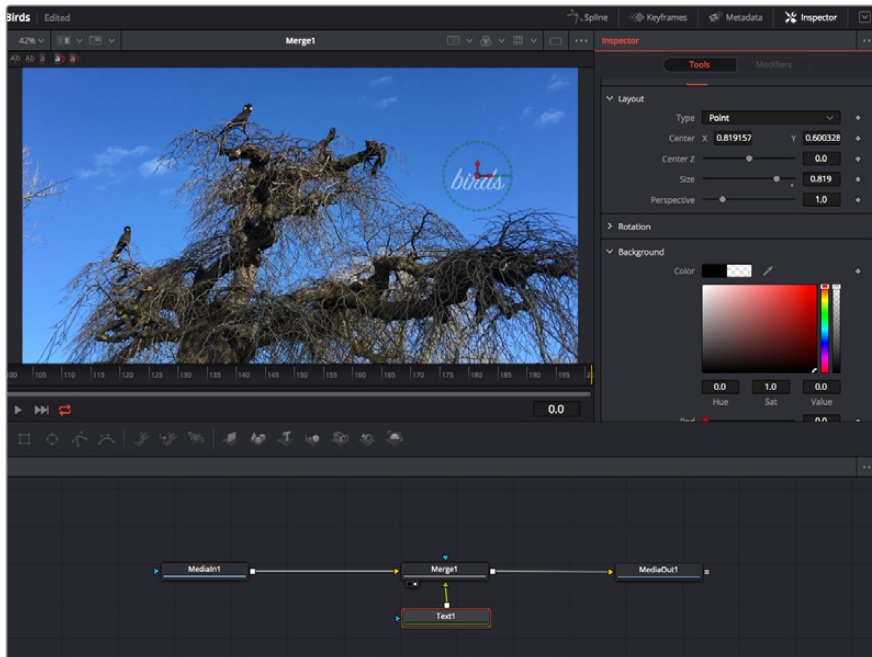 Birds Edited Spline Keyframes Metadata Inspector
42% Merge1 Inspector
Tools Modifiers
Layout
Type Point
Center X 0.819157 Y 0.600328
Center Z 0.0
Size 0.819
Perspective 1.0
Rotation
Background
Color
birds
0.0 1.0 0.0
Hue Sat Value
Red 0.0
100 105 110 115 120 125 130 135 140 145 150 155 160 165 170 175 180 185 190 195
0.0
MediaIn1 Merge1 MediaOut1
Text1